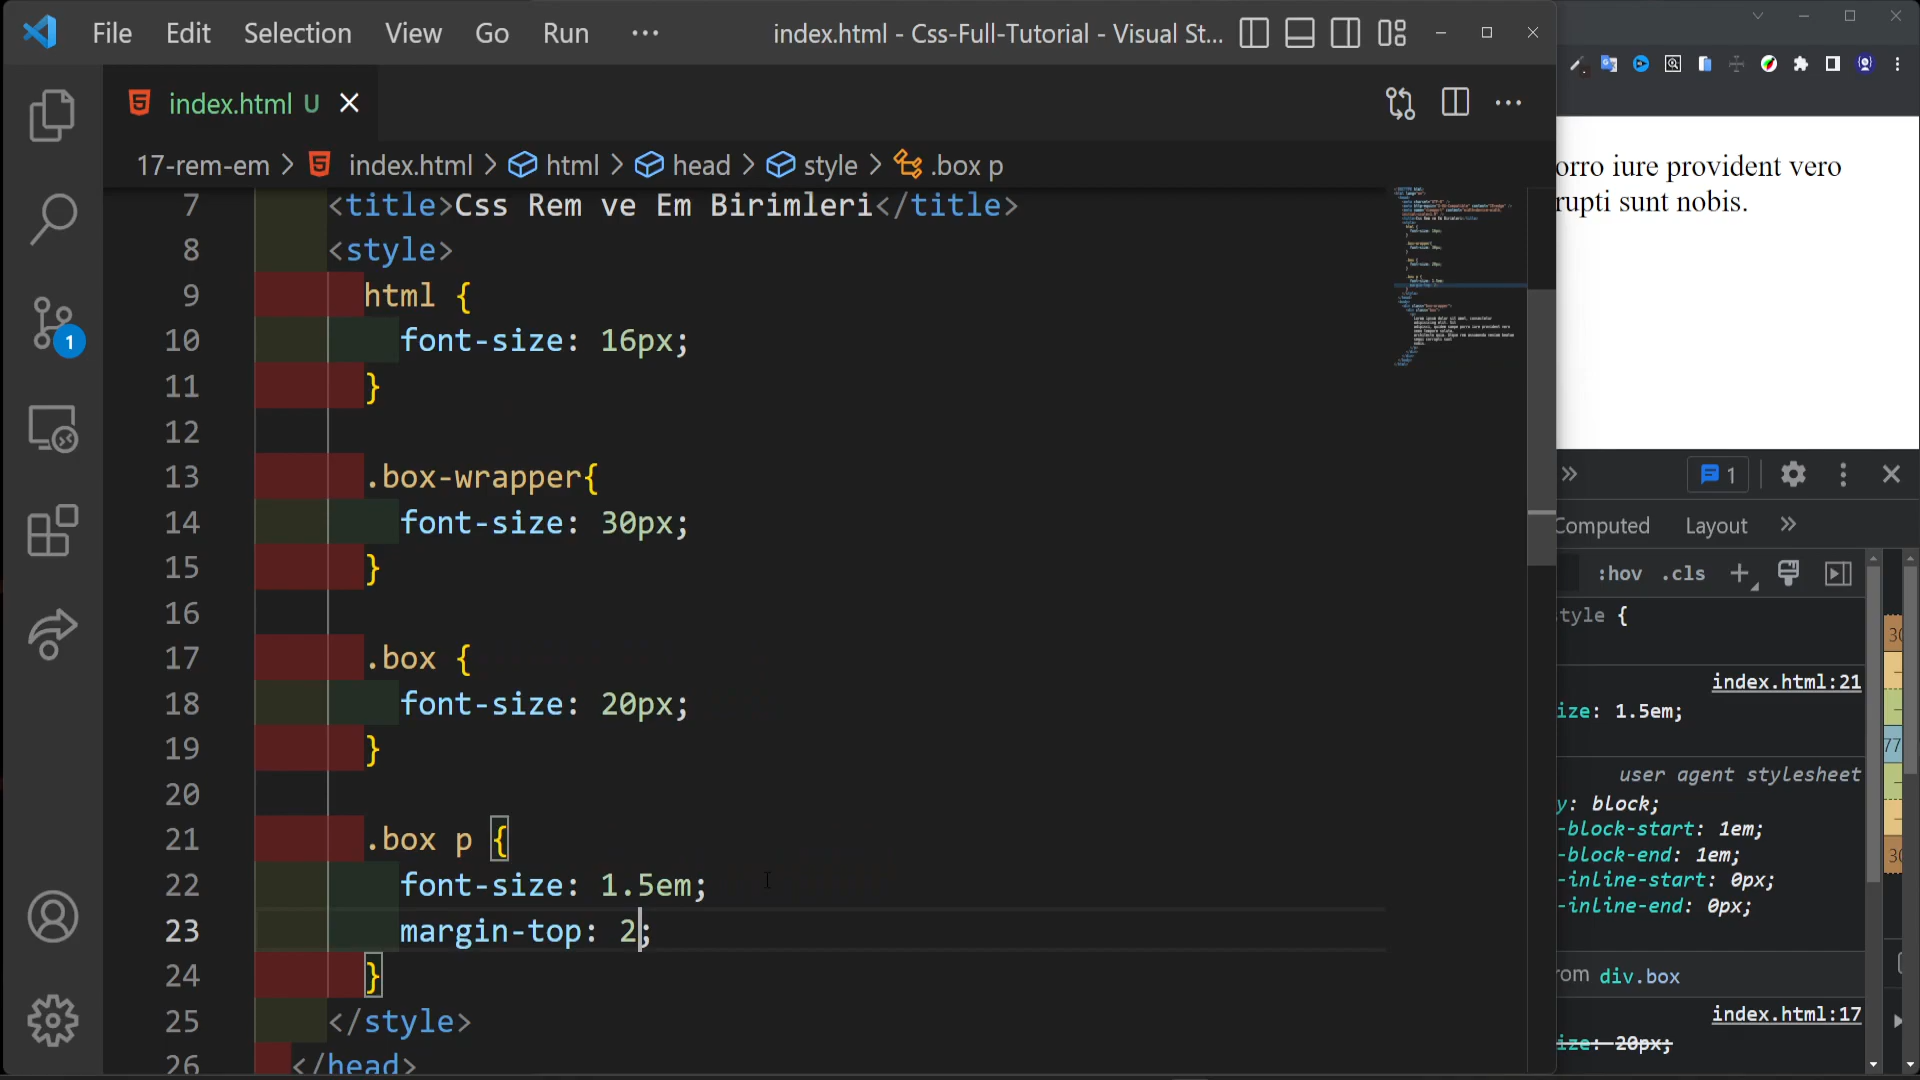 File Edit Selection View Go Run ··· index.html - Css-Full-Tutorial - Visual St...
index.html U
17-rem-em > index.html > html > head > style > .box p
7 <title>Css Rem ve Em Birimleri</title>
8 <style>
9 html {
10 font-size: 16px;
11 }
12
13 .box-wrapper{
14 font-size: 30px;
15 }
16
17 .box {
18 font-size: 20px;
19 }
20
21 .box p {
22 font-size: 1.5em;
23 margin-top: 2;
24 }
25 </style>
26 </head>
1
orro iure provident vero
rupti sunt nobis.
1
Computed Layout
:hov .cls
tyle {
index.html:21
ize: 1.5em;
user agent stylesheet
y: block;
-block-start: 1em;
-block-end: 1em;
-inline-start: 0px;
-inline-end: 0px;
rom div.box
index.html:17
ize: 20px;
30
77
30